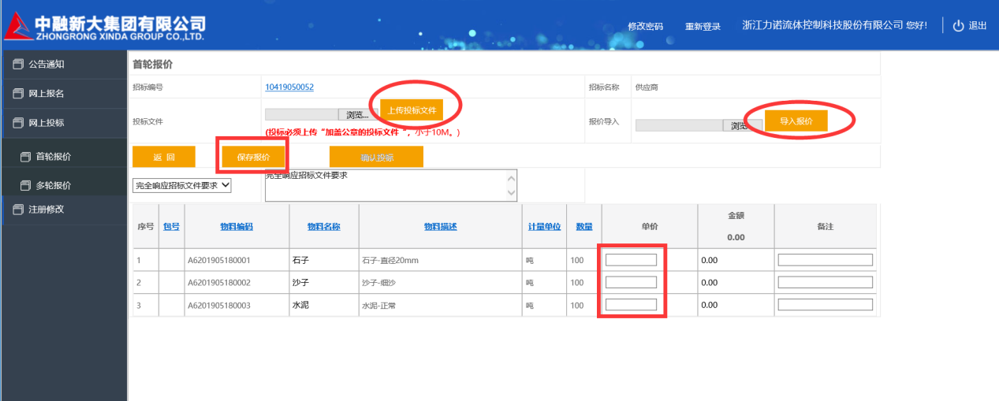 中融新大集团有限公司
ZHONGRONG XINDA GROUP CO.,LTD.
修改密码 重新登录 浙江力诺流体控制科技股份有限公司 您好! 退出
公告通知
网上报名
网上投标
首轮报价
多轮报价
注册修改
首轮报价
招标编号 10419050052 招标名称 供应商
投标文件 浏览... 上传投标文件 报价导入 浏览 导入报价
(投标必须上传“加盖公章的投标文件 “，小于10M。)
返 回 保存报价 确认投标
完全响应招标文件要求 完全响应招标文件要求
序号 包号 物料编码 物料名称 物料描述 计量单位 数量 单价 金额 0.00 备注
1 A6201905180001 石子 石子-直径20mm 吨 100 0.00
2 A6201905180002 沙子 沙子-细沙 吨 100 0.00
3 A6201905180003 水泥 水泥-正常 吨 100 0.00